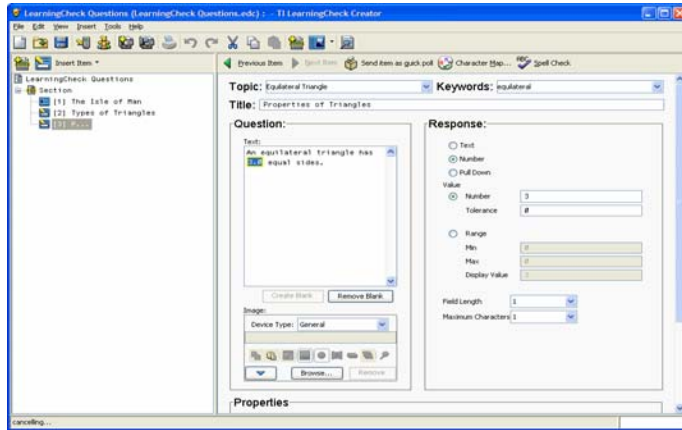 LearningCheck Questions (LearningCheck Questions.edc) : - TI LearningCheck Creator
File Edit View Insert Tools Help
Insert Item
Previous Item Next Item Send item as quick poll Character Map... Spell Check
LearningCheck Questions
Section
[1] The Isle of Man
[2] Types of Triangles
Topic: Equilateral Triangle Keywords: equilateral
Title: Properties of Triangles
Question:
Text:
An equilateral triangle has
equal sides.
Create Blank Remove Blank
Image:
Device Type: General
Browse... Remove
Response:
Text
Number
Pull Down
Value
Number 3
Tolerance 0
Range
Min 0
Max 0
Display Value
Field Length 1
Maximum Characters 1
Properties
cancelling...